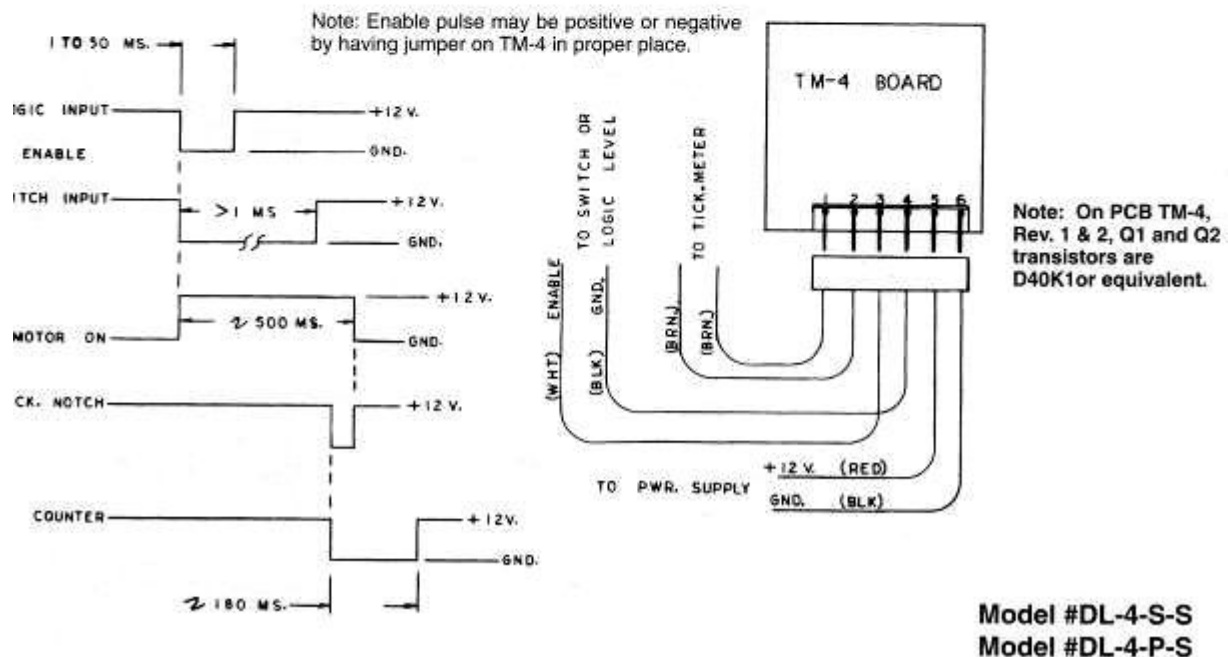 Note: Enable pulse may be positive or negative
by having jumper on TM-4 in proper place.
1 TO 50 MS.
OGIC INPUT
+12 V.
GND.
ENABLE
ITCH INPUT
>1 MS
+12 V.
GND.
+12 V.
~ 500 MS.
MOTOR ON
GND.
CK. NOTCH
+12 V.
COUNTER
+12V.
GND.
~ 180 MS.
TM-4 BOARD
1 2 3 4 5 6
TO SWITCH OR
LOGIC LEVEL
TO TICK.METER
(WHT) ENABLE
(BLK) GND.
(BRN.)
(BRN.)
Note: On PCB TM-4,
Rev. 1 & 2, Q1 and Q2
transistors are
D40K1or equivalent.
TO PWR. SUPPLY
+12 V. (RED)
GND. (BLK)
Model #DL-4-S-S
Model #DL-4-P-S